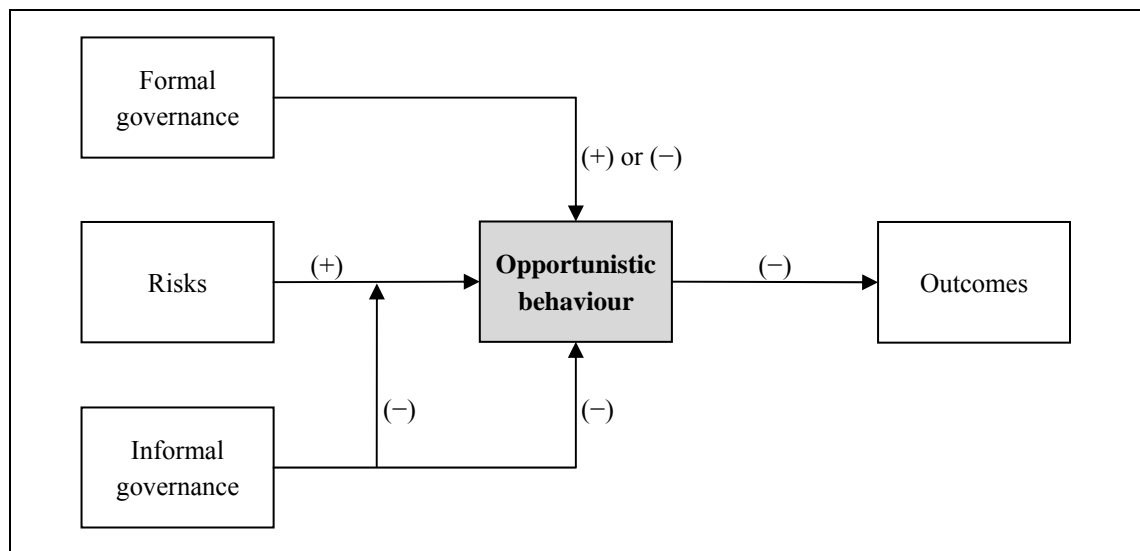 Formal
governance
(+) or (−)
Risks
(+)
Opportunistic
behaviour
(−)
Outcomes
Informal
governance
(−)
(−)